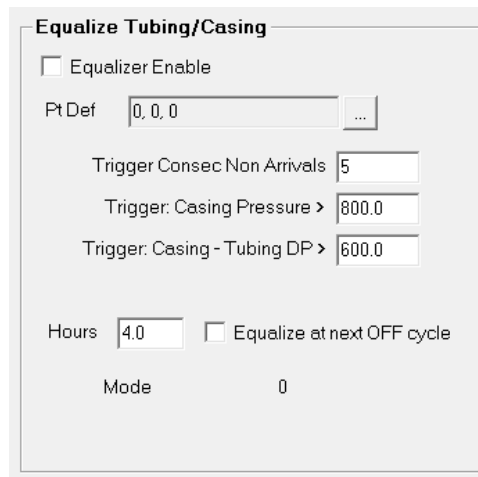 Equalize Tubing/Casing
Equalizer Enable
Pt Def 0, 0, 0 ...
Trigger Consec Non Arrivals 5
Trigger: Casing Pressure > 800.0
Trigger: Casing - Tubing DP > 600.0
Hours 4.0 Equalize at next OFF cycle
Mode 0